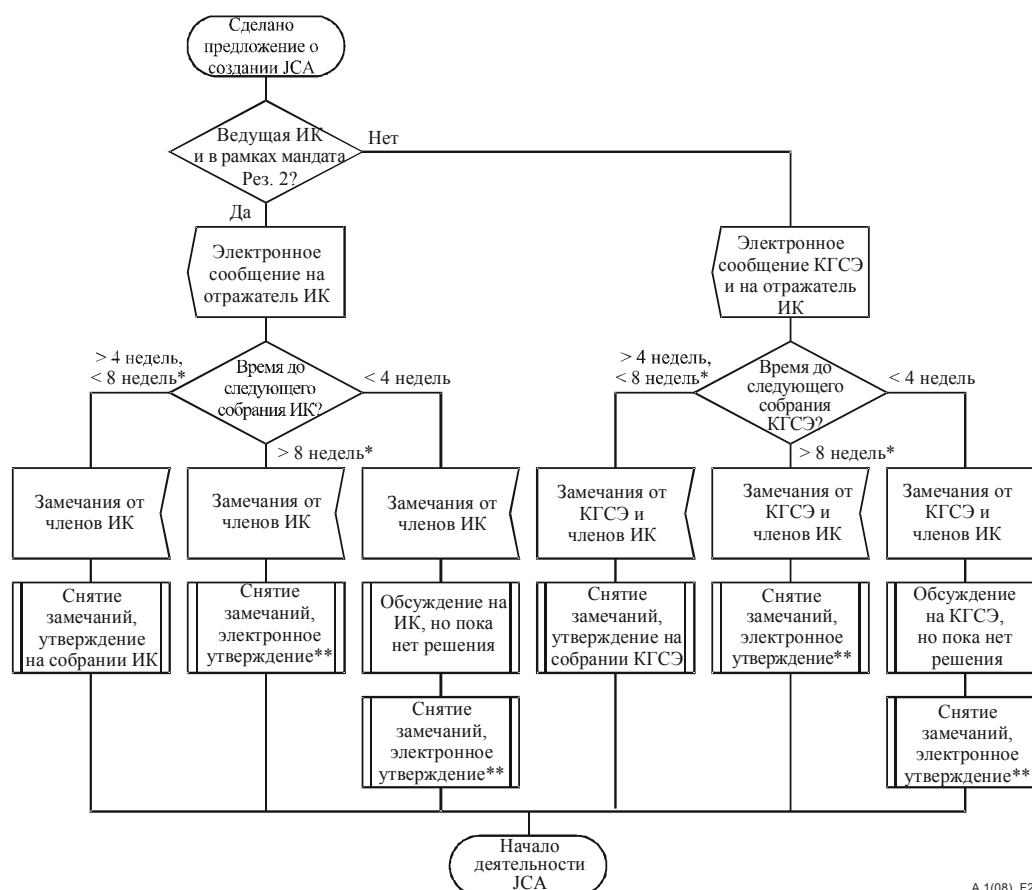 Сделано
предложение о
создании JCA
Ведущая ИК
и в рамках мандата
Рез. 2?
Нет
Да
Электронное
сообщение на
отражатель ИК
Электронное
сообщение КГСЭ
и на отражатель
ИК
> 4 недель,
< 8 недель*
Время до
следующего
собрания ИК?
< 4 недель
> 8 недель*
> 4 недель,
< 8 недель*
Время до
следующего
собрания
КГСЭ?
< 4 недель
> 8 недель*
Замечания от
членов ИК
Замечания от
членов ИК
Замечания от
членов ИК
Замечания от
КГСЭ и
членов ИК
Замечания от
КГСЭ и
членов ИК
Замечания от
КГСЭ и
членов ИК
Снятие
замечаний,
утверждение
на собрании ИК
Снятие
замечаний,
электронное
утверждение**
Обсуждение на
ИК, но пока
нет решения
Снятие
замечаний,
утверждение на
собрании КГСЭ
Снятие
замечаний,
электронное
утверждение**
Обсуждение
на КГСЭ,
но пока нет
решения
Снятие
замечаний,
электронное
утверждение**
Снятие
замечаний,
электронное
утверждение**
Начало
деятельности
JCA
A.1(08)_F2